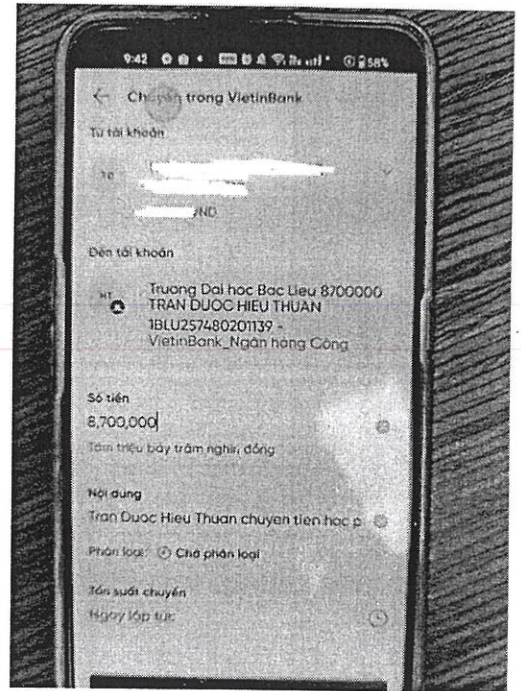 9:42 58%
← Chuyển trong VietinBank
Từ tài khoản
VND
Đến tài khoản
HT
Truong Dai hoc Bac Lieu 8700000
TRAN DUOC HIEU THUAN
1BLU257480201139 -
VietinBank_Ngân hàng Công
Số tiền
8,700,000
Tám triệu bảy trăm nghìn đồng
Nội dung
Tran Duoc Hieu Thuan chuyen tien hoc p
Phân loại: Chờ phân loại
Tần suất chuyển
Ngay lập tức